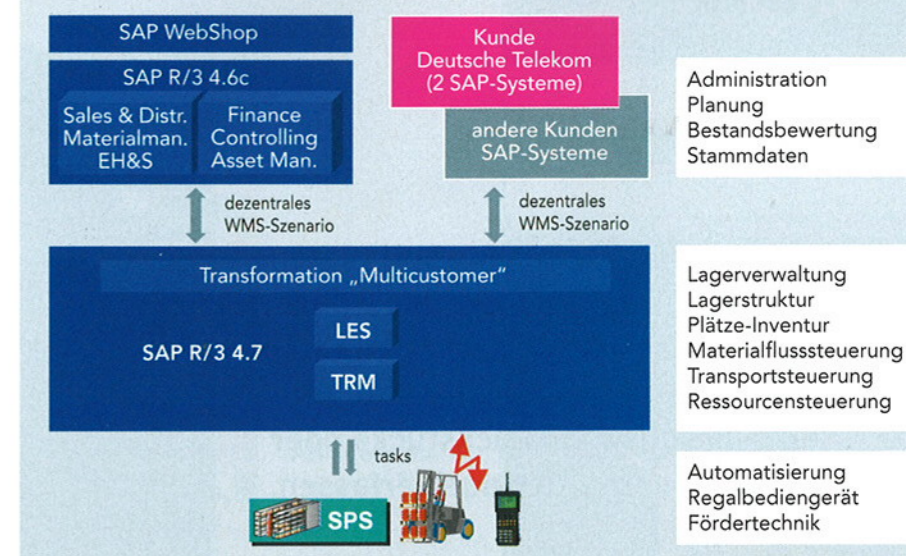 SAP WebShop
SAP R/3 4.6c
Sales & Distr.
Materialman.
EH&S
Finance
Controlling
Asset Man.
Kunde
Deutsche Telekom
(2 SAP-Systeme)
andere Kunden
SAP-Systeme
Administration
Planung
Bestandsbewertung
Stammdaten
dezentrales
WMS-Szenario
dezentrales
WMS-Szenario
Transformation „Multicustomer“
SAP R/3 4.7
LES
TRM
Lagerverwaltung
Lagerstruktur
Plätze-Inventur
Materialflusssteuerung
Transportsteuerung
Ressourcensteuerung
tasks
SPS
Automatisierung
Regalbediengerät
Fördertechnik